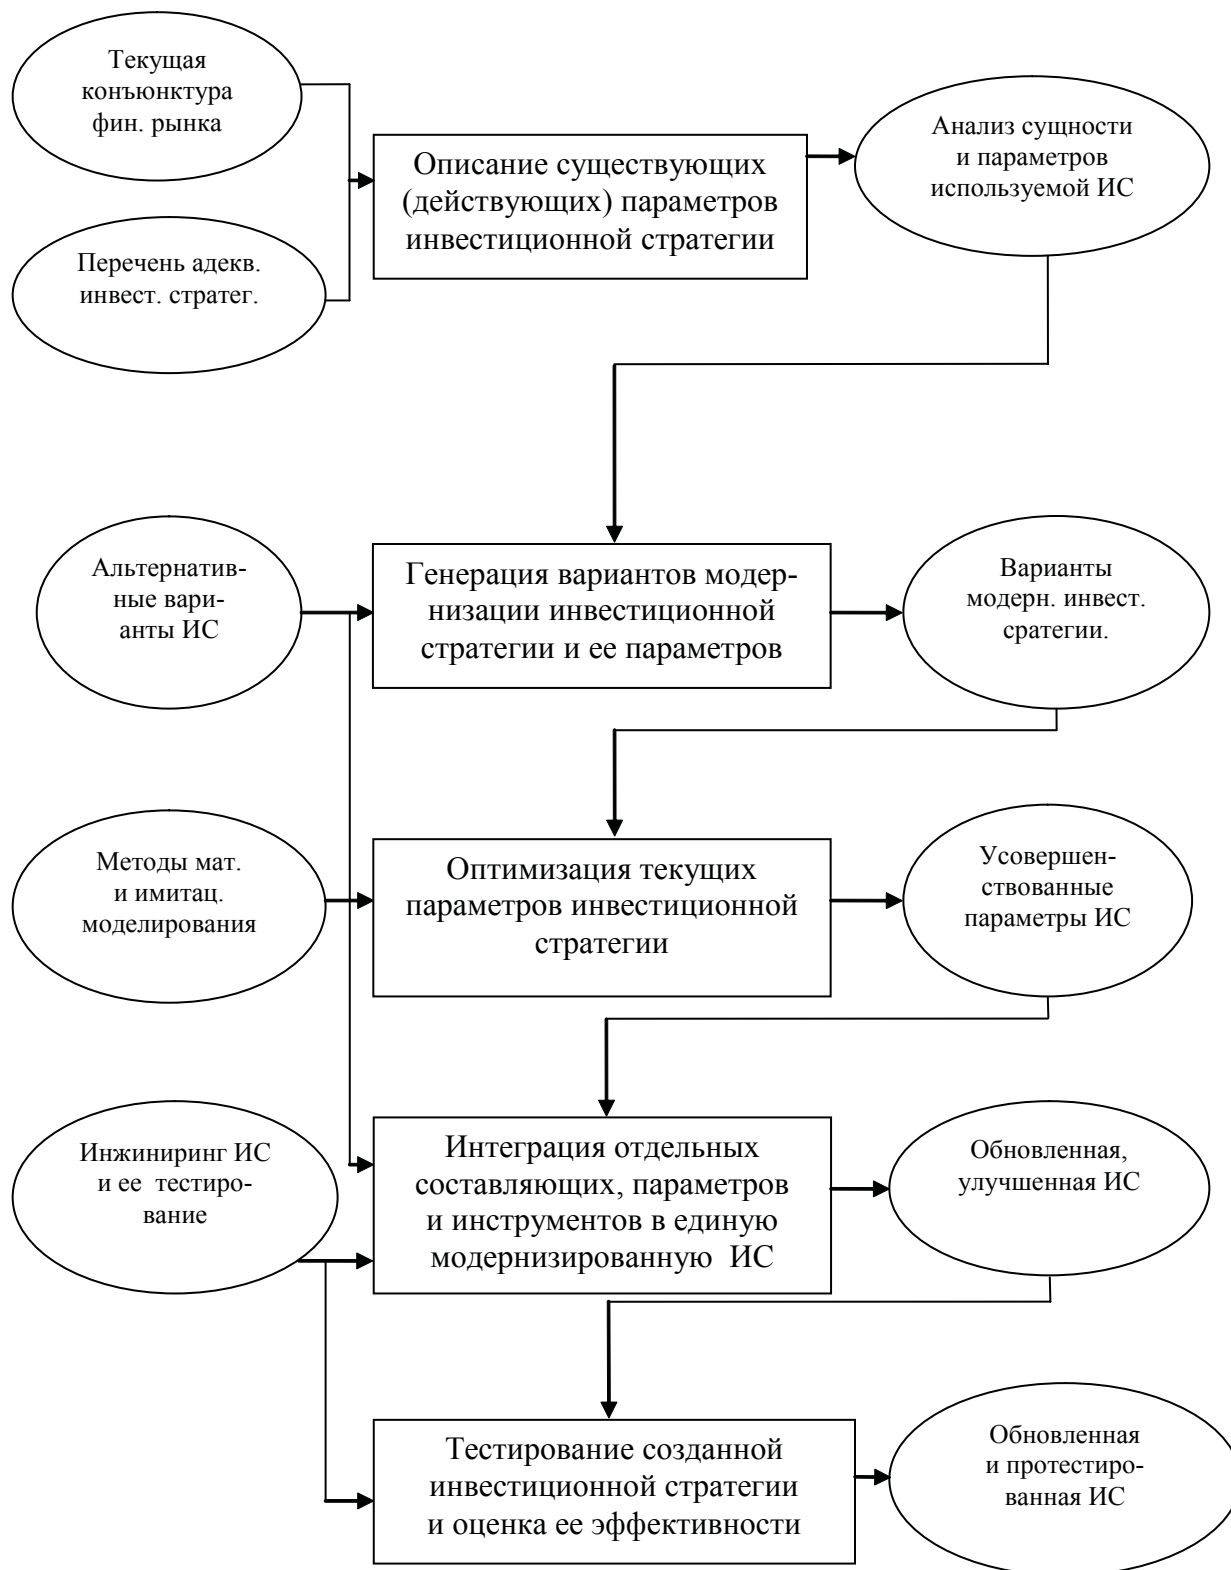 Текущая
конъюнктура
фин. рынка
Описание существующих
(действующих) параметров
инвестиционной стратегии
Анализ сущности
и параметров
используемой ИС
Перечень адекв.
инвест. стратег.
Альтернатив-
ные вари-
анты ИС
Генерация вариантов модер-
низации инвестиционной
стратегии и ее параметров
Варианты
модерн. инвест.
сратегии.
Методы мат.
и имитац.
моделирования
Оптимизация текущих
параметров инвестиционной
стратегии
Усовершен-
ствованные
параметры ИС
Инжиниринг ИС
и ее тестиро-
вание
Интеграция отдельных
составляющих, параметров
и инструментов в единую
модернизированную ИС
Обновленная,
улучшенная ИС
Тестирование созданной
инвестиционной стратегии
и оценка ее эффективности
Обновленная
и протестиро-
ванная ИС